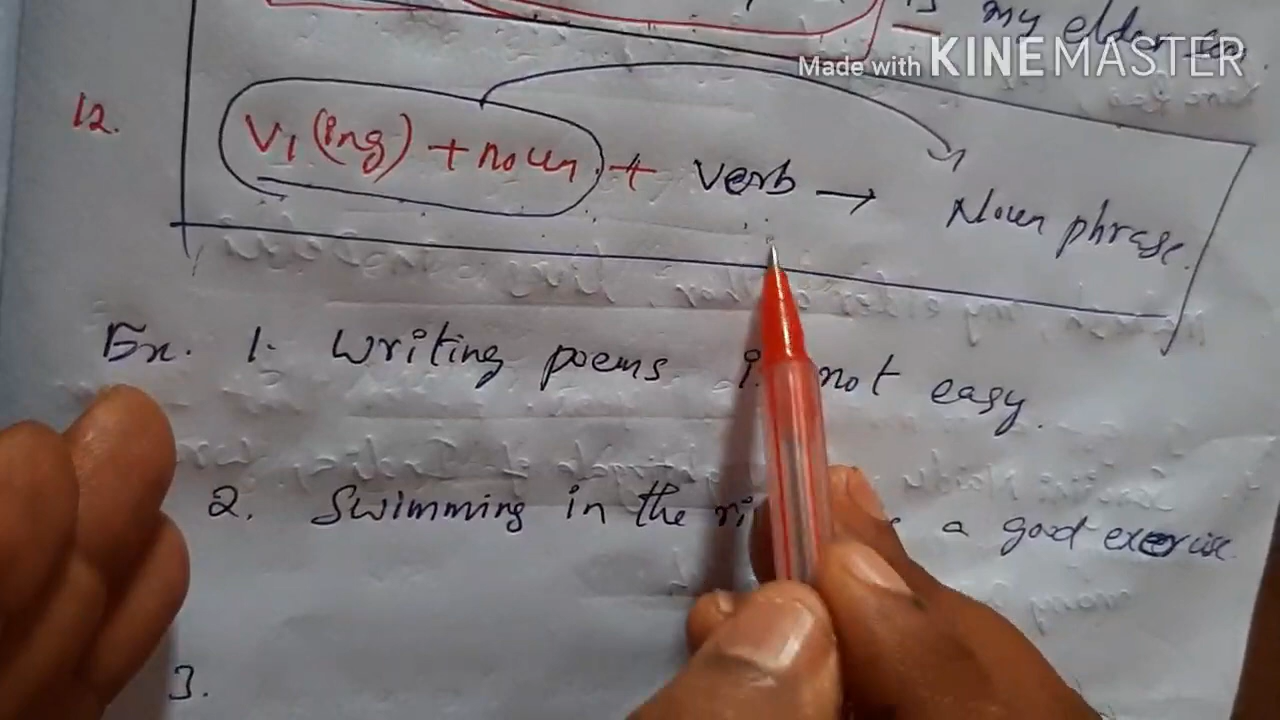 is my elder
Made with KINEMASTER
12. V1 (ing) + noun + verb → Noun phrase.
Ex. 1. Writing poems not easy.
2. Swimming in the a good exercise
3.